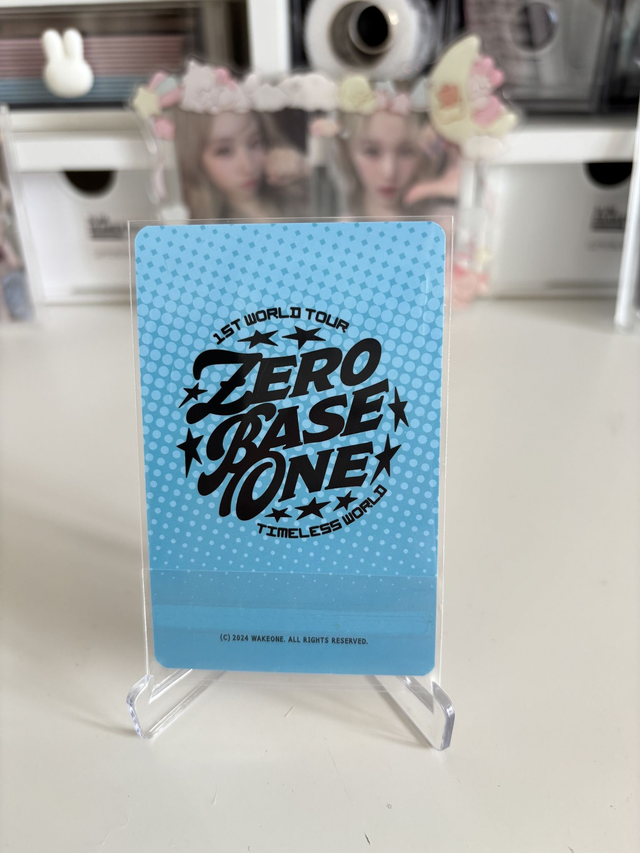 1ST WORLD TOUR
ZERO
BASE
ONE
TIMELESS WORLD
(C) 2024 WAKEONE. ALL RIGHTS RESERVED.